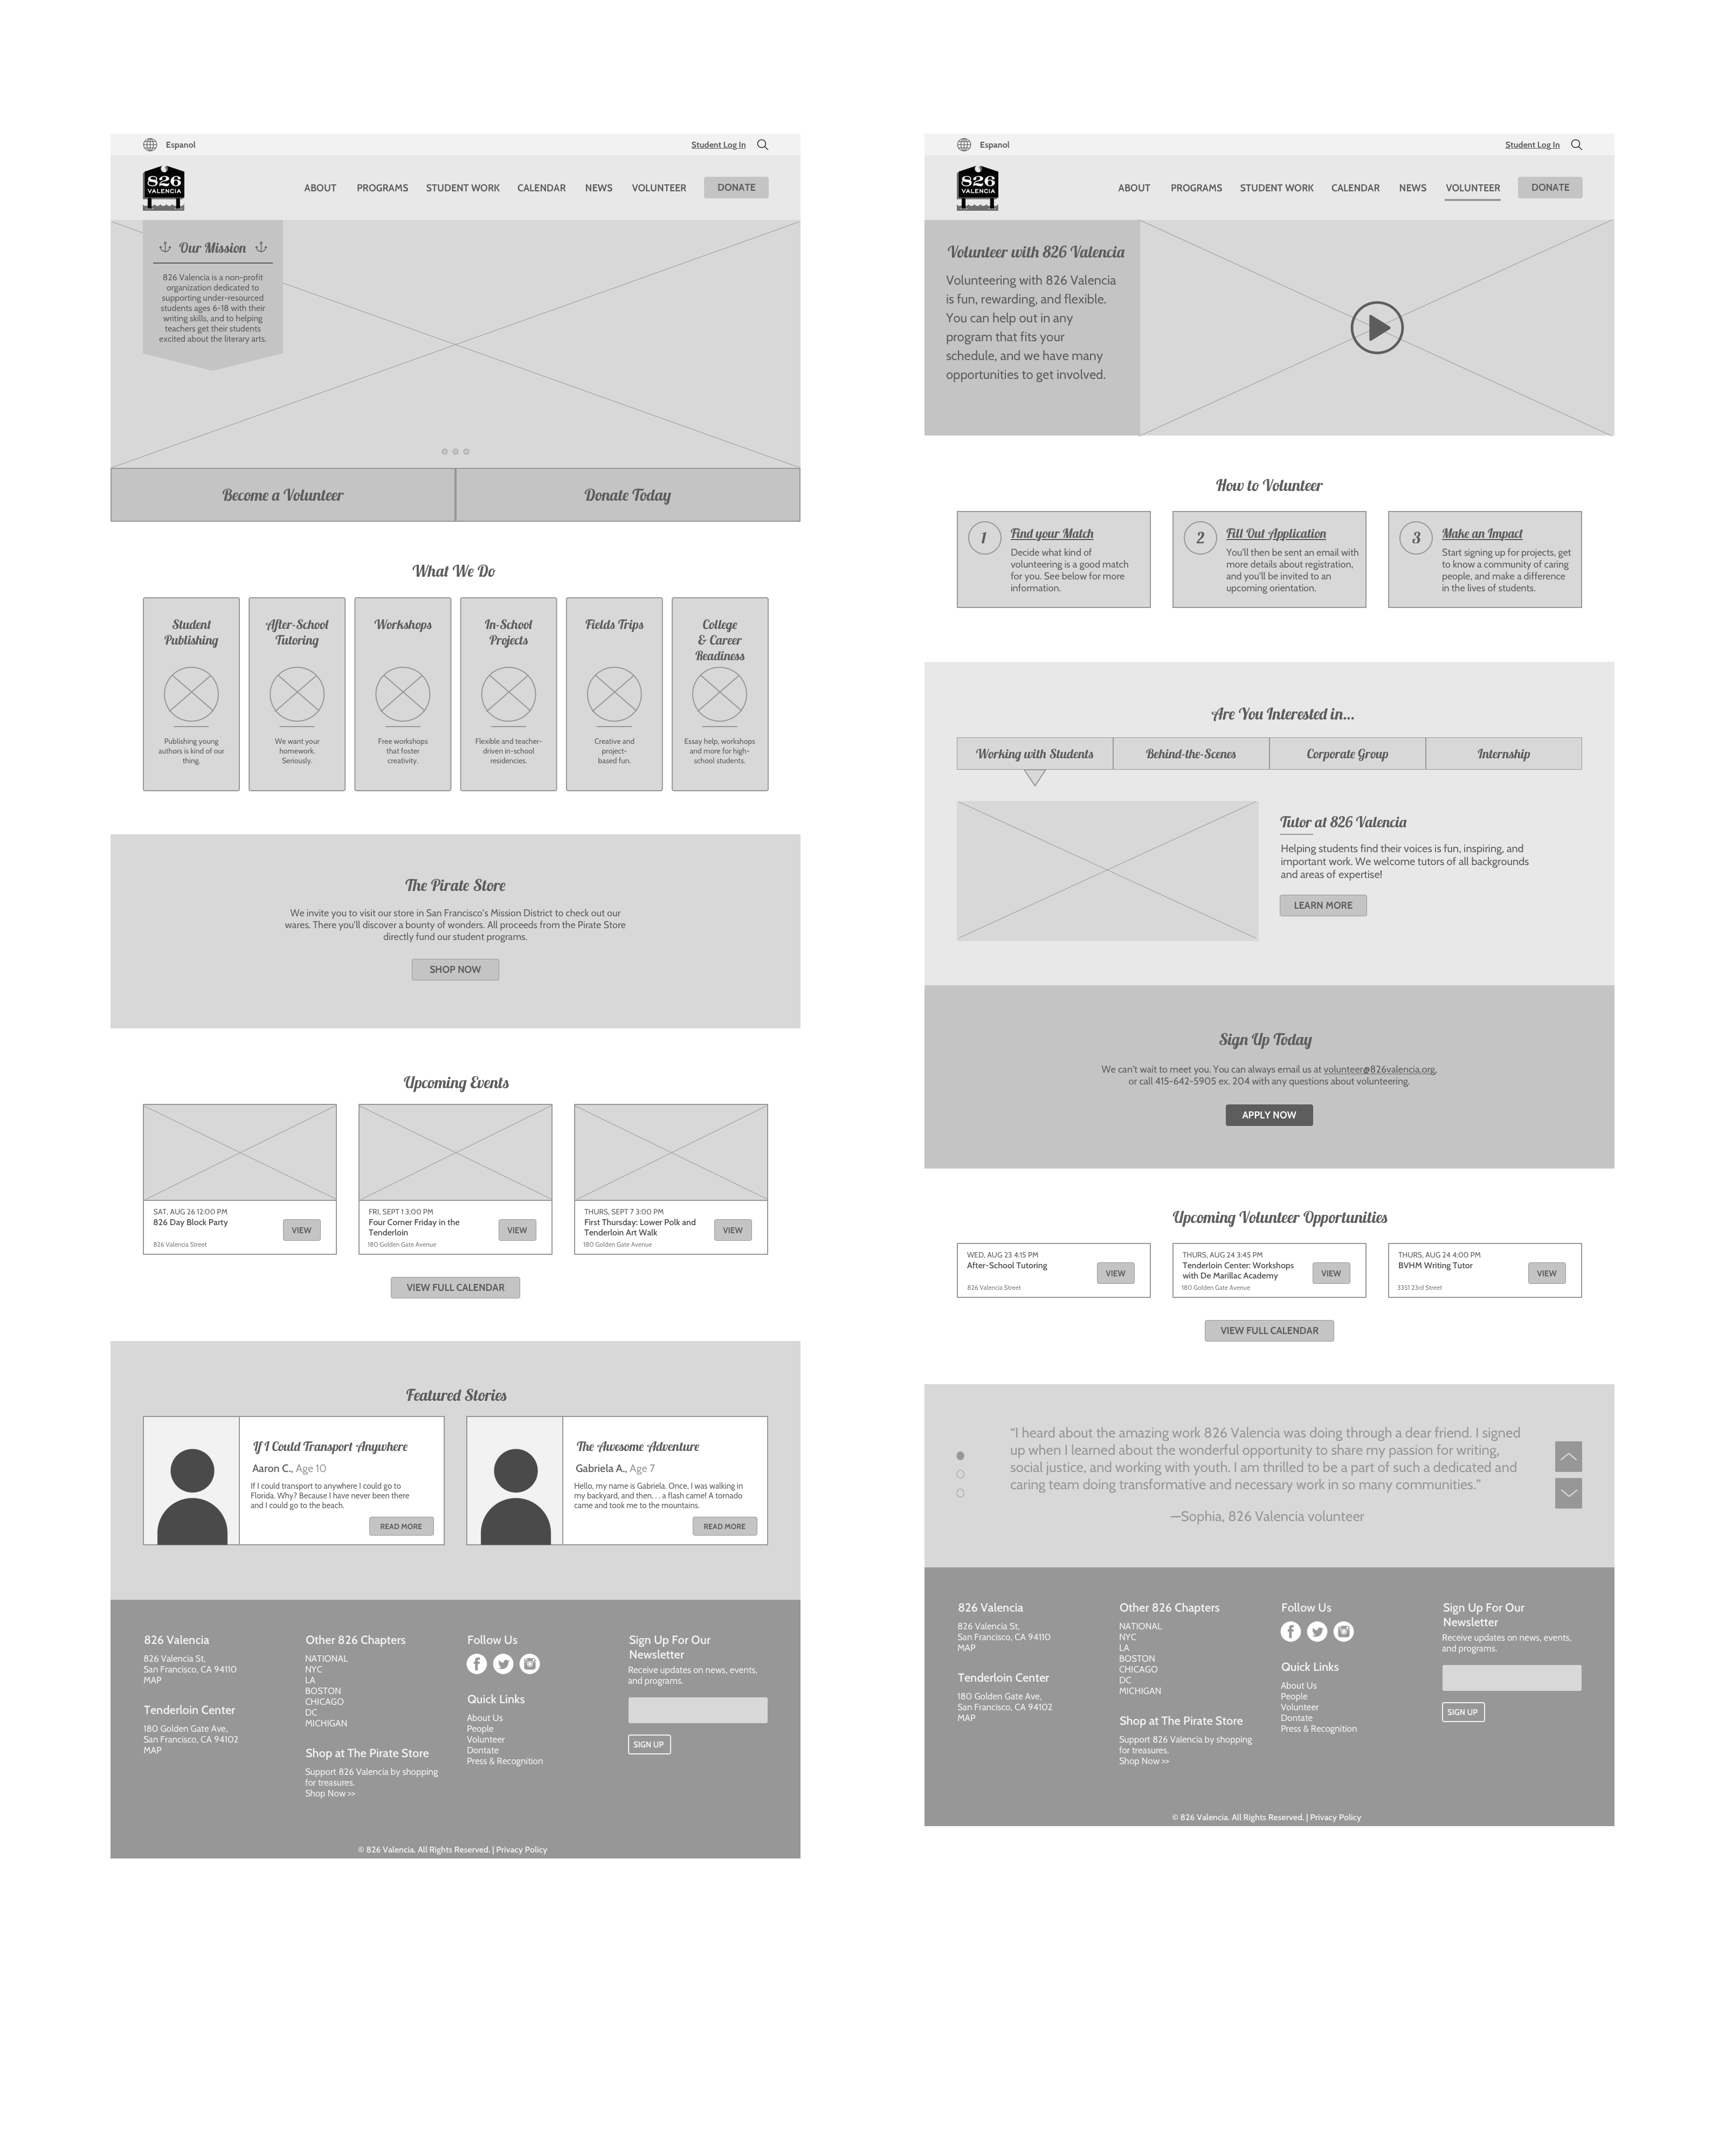 Espanol
Student Log In
826
VALENCIA
ABOUT
PROGRAMS
STUDENT WORK
CALENDAR
NEWS
VOLUNTEER
DONATE
Our Mission
826 Valencia is a non-profit
organization dedicated to
supporting under-resourced
students ages 6-18 with their
writing skills, and to helping
teachers get their students
excited about the literary arts.
Become a Volunteer
Donate Today
What We Do
Student
Publishing
Publishing young
authors is kind of our
thing.
After-School
Tutoring
We want your
homework.
Seriously.
Workshops
Free workshops
that foster
creativity.
In-School
Projects
Flexible and teacher-
driven in-school
residencies.
Fields Trips
Creative and
project-
based fun.
College
& Career
Readiness
Essay help, workshops
and more for high-
school students.
The Pirate Store
We invite you to visit our store in San Francisco's Mission District to check out our
wares. There you'll discover a bounty of wonders. All proceeds from the Pirate Store
directly fund our student programs.
SHOP NOW
Upcoming Events
SAT, AUG 26 12:00 PM
826 Day Block Party
826 Valencia Street
VIEW
FRI, SEPT 1 3:00 PM
Four Corner Friday in the
Tenderloin
180 Golden Gate Avenue
VIEW
THURS, SEPT 7 3:00 PM
First Thursday: Lower Polk and
Tenderloin Art Walk
180 Golden Gate Avenue
VIEW
VIEW FULL CALENDAR
Featured Stories
If I Could Transport Anywhere
Aaron C., Age 10
If I could transport to anywhere I could go to
Florida. Why? Because I have never been there
and I could go to the beach.
READ MORE
The Awesome Adventure
Gabriela A., Age 7
Hello, my name is Gabriela. Once, I was walking in
my backyard, and then. . . a flash came! A tornado
came and took me to the mountains.
READ MORE
826 Valencia
826 Valencia St,
San Francisco, CA 94110
MAP
Tenderloin Center
180 Golden Gate Ave,
San Francisco, CA 94102
MAP
Other 826 Chapters
NATIONAL
NYC
LA
BOSTON
CHICAGO
DC
MICHIGAN
Shop at The Pirate Store
Support 826 Valencia by shopping
for treasures.
Shop Now >>
Follow Us
Quick Links
About Us
People
Volunteer
Dontate
Press & Recognition
Sign Up For Our
Newsletter
Receive updates on news, events,
and programs.
SIGN UP
© 826 Valencia. All Rights Reserved. | Privacy Policy
Espanol
Student Log In
826
VALENCIA
ABOUT
PROGRAMS
STUDENT WORK
CALENDAR
NEWS
VOLUNTEER
DONATE
Volunteer with 826 Valencia
Volunteering with 826 Valencia
is fun, rewarding, and flexible.
You can help out in any
program that fits your
schedule, and we have many
opportunities to get involved.
How to Volunteer
1
Find your Match
Decide what kind of
volunteering is a good match
for you. See below for more
information.
2
Fill Out Application
You'll then be sent an email with
more details about registration,
and you'll be invited to an
upcoming orientation.
3
Make an Impact
Start signing up for projects, get
to know a community of caring
people, and make a difference
in the lives of students.
Are You Interested in...
Working with Students
Behind-the-Scenes
Corporate Group
Internship
Tutor at 826 Valencia
Helping students find their voices is fun, inspiring, and
important work. We welcome tutors of all backgrounds
and areas of expertise!
LEARN MORE
Sign Up Today
We can't wait to meet you. You can always email us at volunteer@826valencia.org,
or call 415-642-5905 ex. 204 with any questions about volunteering.
APPLY NOW
Upcoming Volunteer Opportunities
WED, AUG 23 4:15 PM
After-School Tutoring
826 Valencia Street
VIEW
THURS, AUG 24 3:45 PM
Tenderloin Center: Workshops
with De Marillac Academy
180 Golden Gate Avenue
VIEW
THURS, AUG 24 4:00 PM
BVHM Writing Tutor
3351 23rd Street
VIEW
VIEW FULL CALENDAR
“I heard about the amazing work 826 Valencia was doing through a dear friend. I signed
up when I learned about the wonderful opportunity to share my passion for writing,
social justice, and working with youth. I am thrilled to be a part of such a dedicated and
caring team doing transformative and necessary work in so many communities.”
—Sophia, 826 Valencia volunteer
826 Valencia
826 Valencia St,
San Francisco, CA 94110
MAP
Tenderloin Center
180 Golden Gate Ave,
San Francisco, CA 94102
MAP
Other 826 Chapters
NATIONAL
NYC
LA
BOSTON
CHICAGO
DC
MICHIGAN
Shop at The Pirate Store
Support 826 Valencia by shopping
for treasures.
Shop Now >>
Follow Us
Quick Links
About Us
People
Volunteer
Dontate
Press & Recognition
Sign Up For Our
Newsletter
Receive updates on news, events,
and programs.
SIGN UP
© 826 Valencia. All Rights Reserved. | Privacy Policy